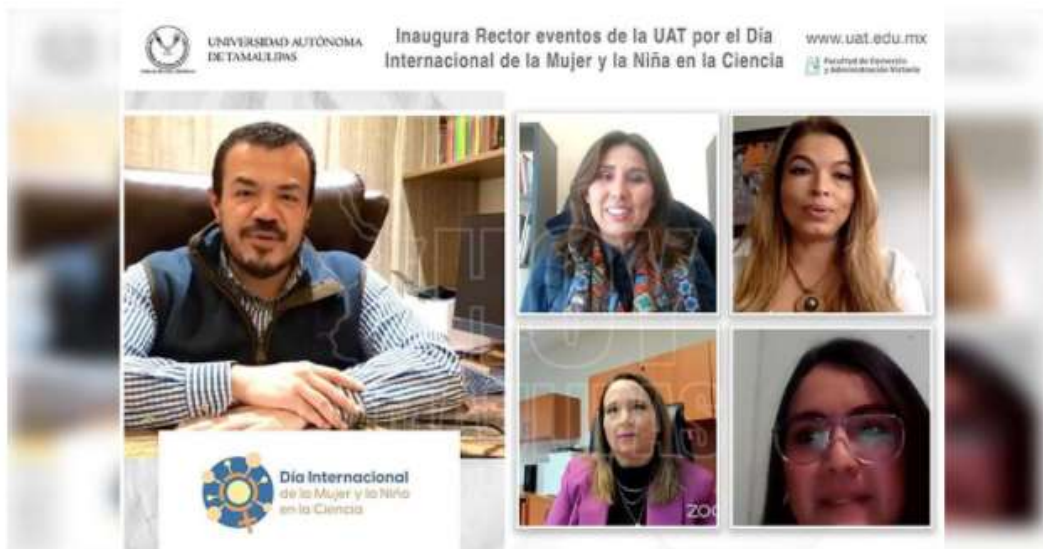 UNIVERSIDAD AUTÓNOMA
DE TAMAULIPAS
Inaugura Rector eventos de la UAT por el Día
Internacional de la Mujer y la Niña en la Ciencia
www.uat.edu.mx
Facultad de Comercio
y Administración Victoria
HOY
Día Internacional
de la Mujer y la Niña
en la Ciencia
ZOO